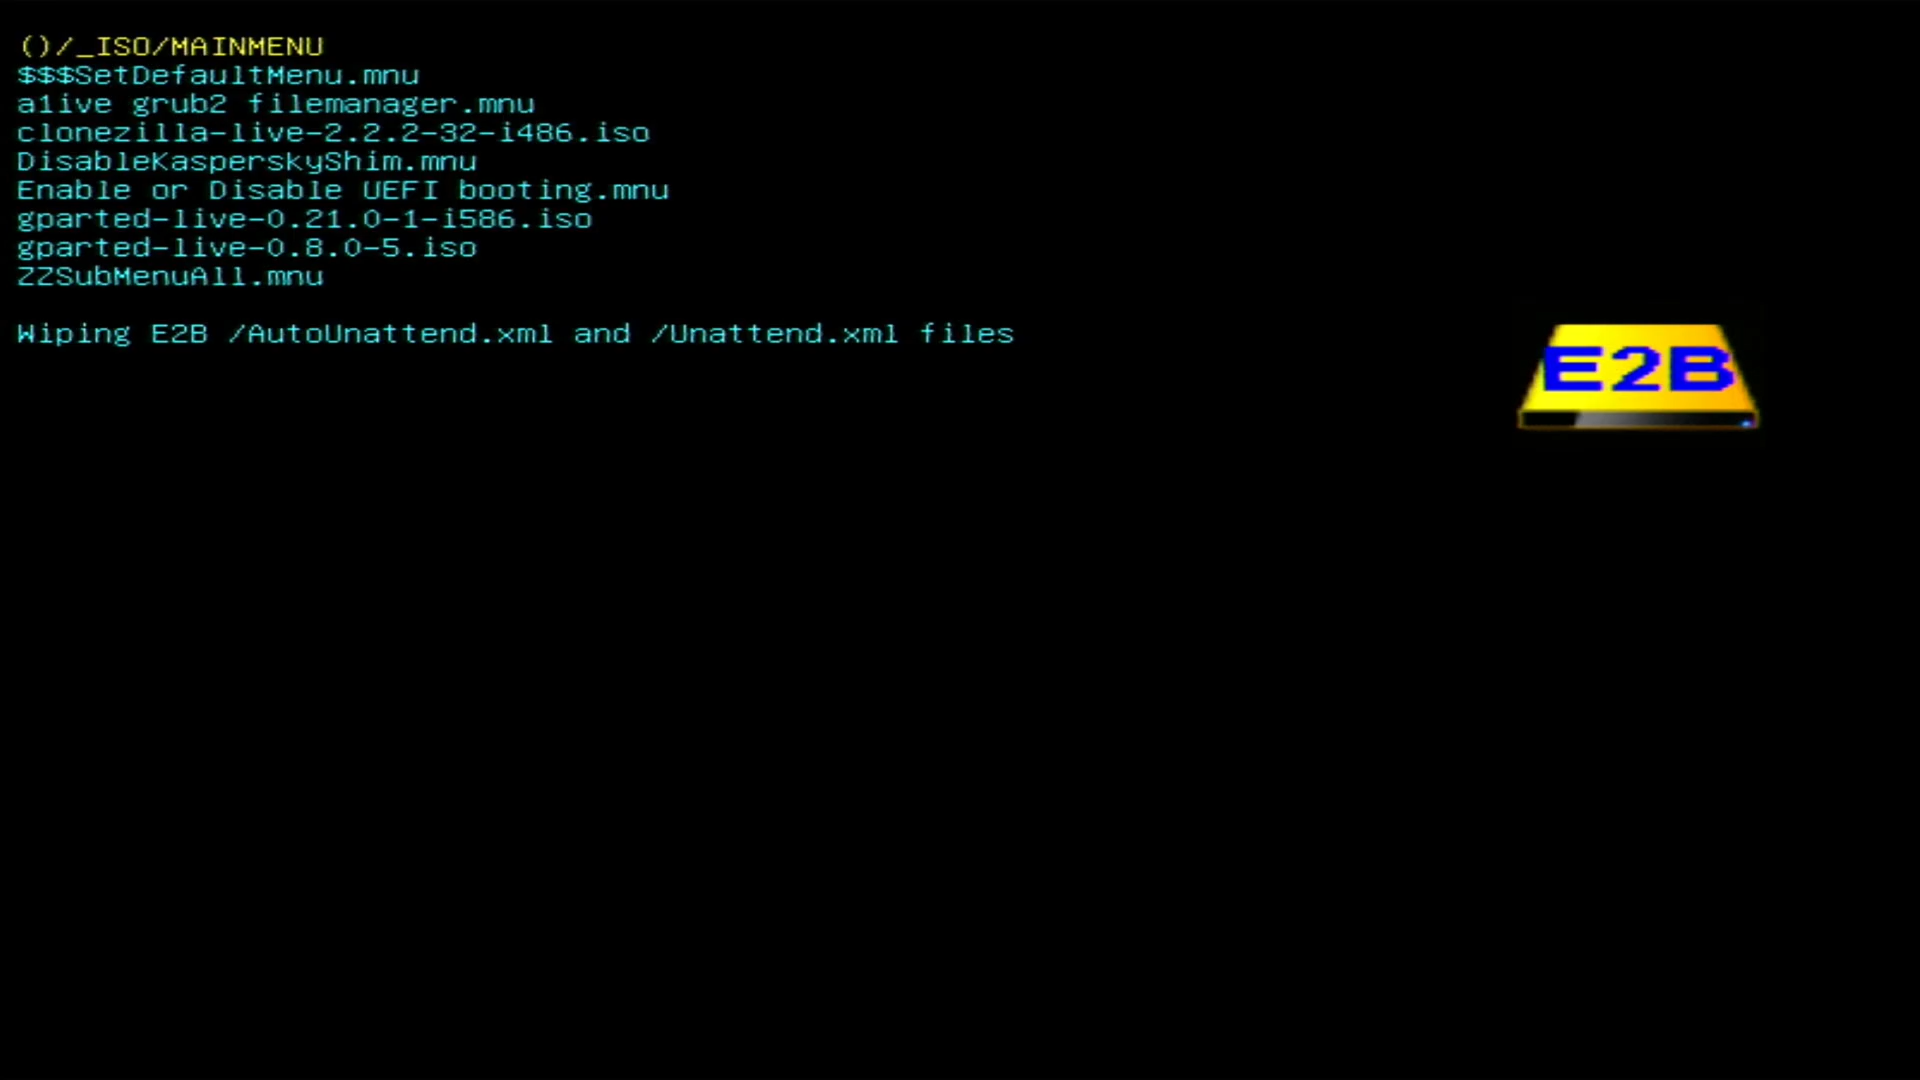 ()/_ISO/MAINMENU
$$$SetDefaultMenu.mnu
a1ive grub2 filemanager.mnu
clonezilla-live-2.2.2-32-i486.iso
DisableKasperskyShim.mnu
Enable or Disable UEFI booting.mnu
gparted-live-0.21.0-1-i586.iso
gparted-live-0.8.0-5.iso
ZZSubMenuAll.mnu
Wiping E2B /AutoUnattend.xml and /Unattend.xml files
E2B